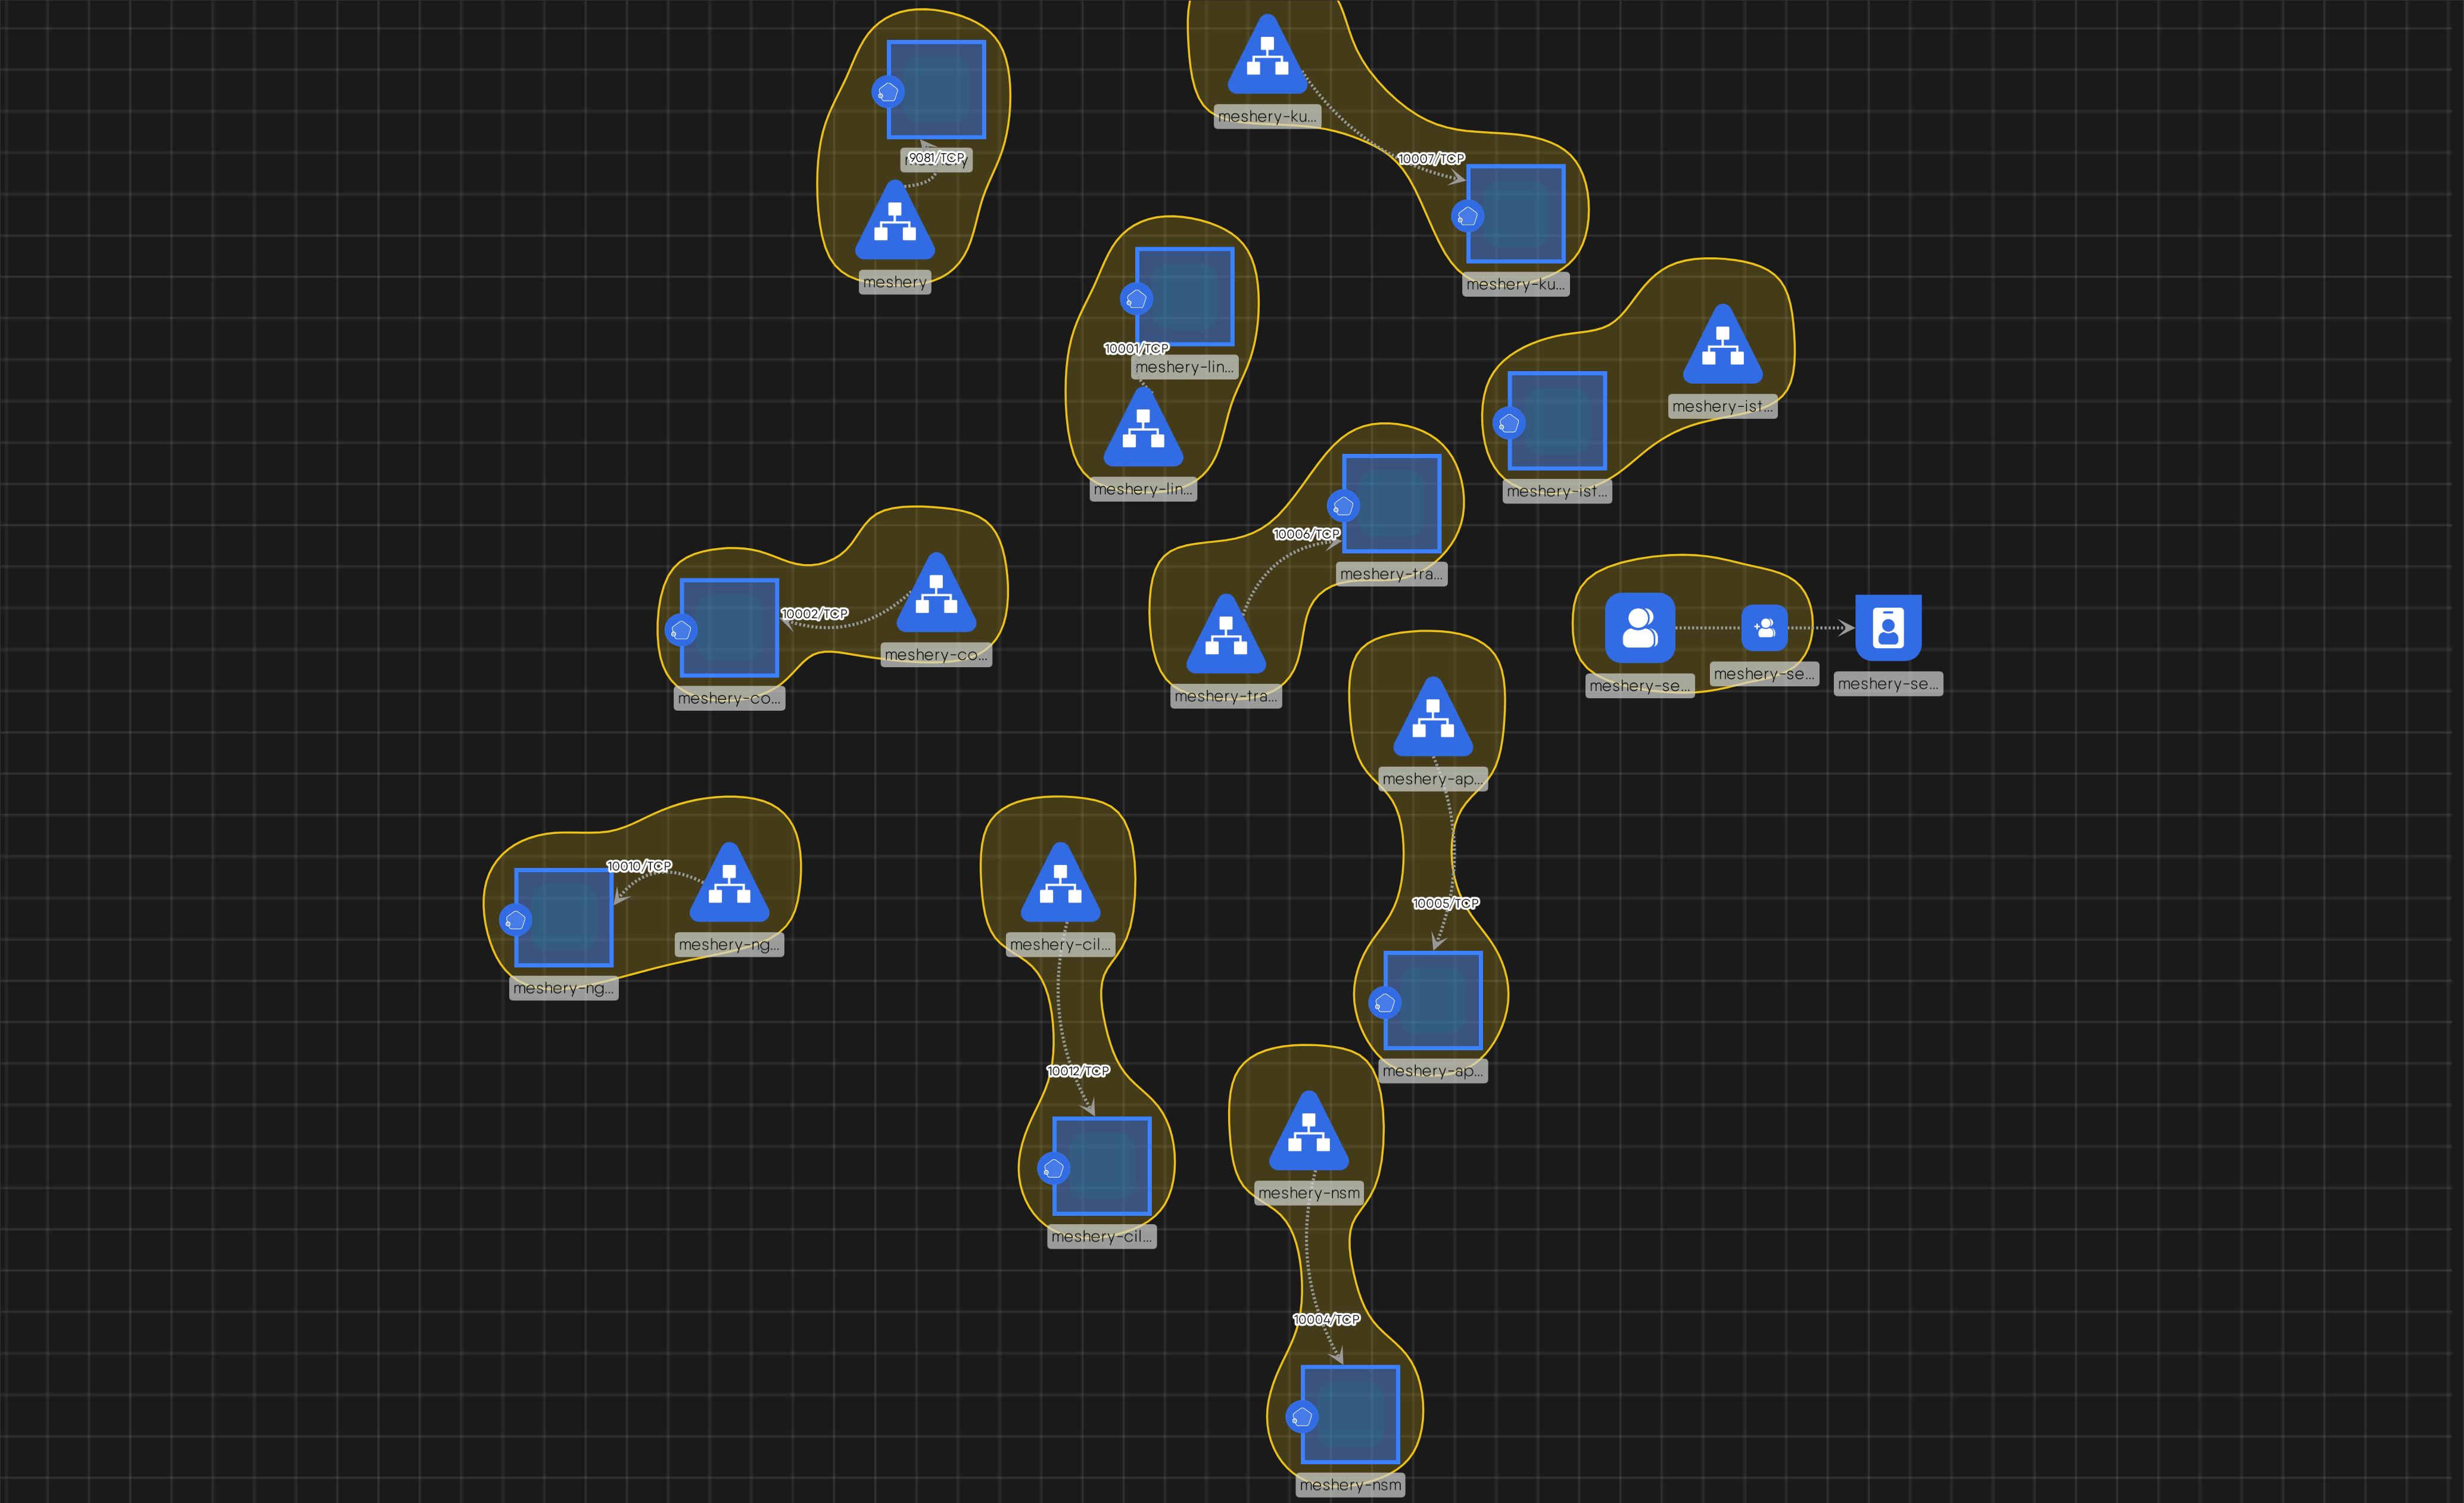 meshery-ku...
9081/TCP
10007/TCP
meshery
meshery-ku...
10001/TCP
meshery-lin...
meshery-ist...
meshery-lin...
meshery-ist...
10006/TCP
meshery-tra...
10002/TCP
meshery-co...
meshery-co...
meshery-tra...
meshery-se...
meshery-se...
meshery-se...
meshery-ap...
10010/TCP
meshery-ng...
meshery-cil...
10005/TCP
meshery-ng...
10012/TCP
meshery-ap...
meshery-nsm
meshery-cil...
10004/TCP
meshery-nsm